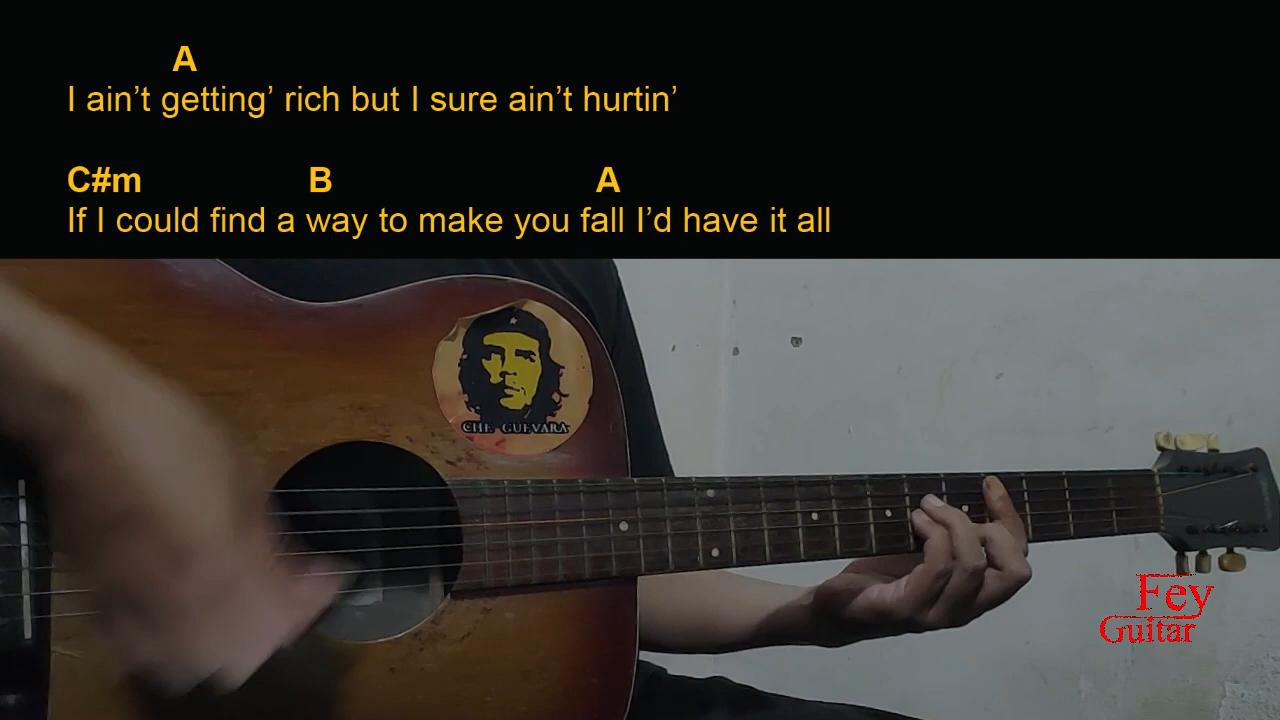 A
I ain’t getting’ rich but I sure ain’t hurtin’
C#m B A
If I could find a way to make you fall I’d have it all
CHE GUEVARA
Fey
Guitar